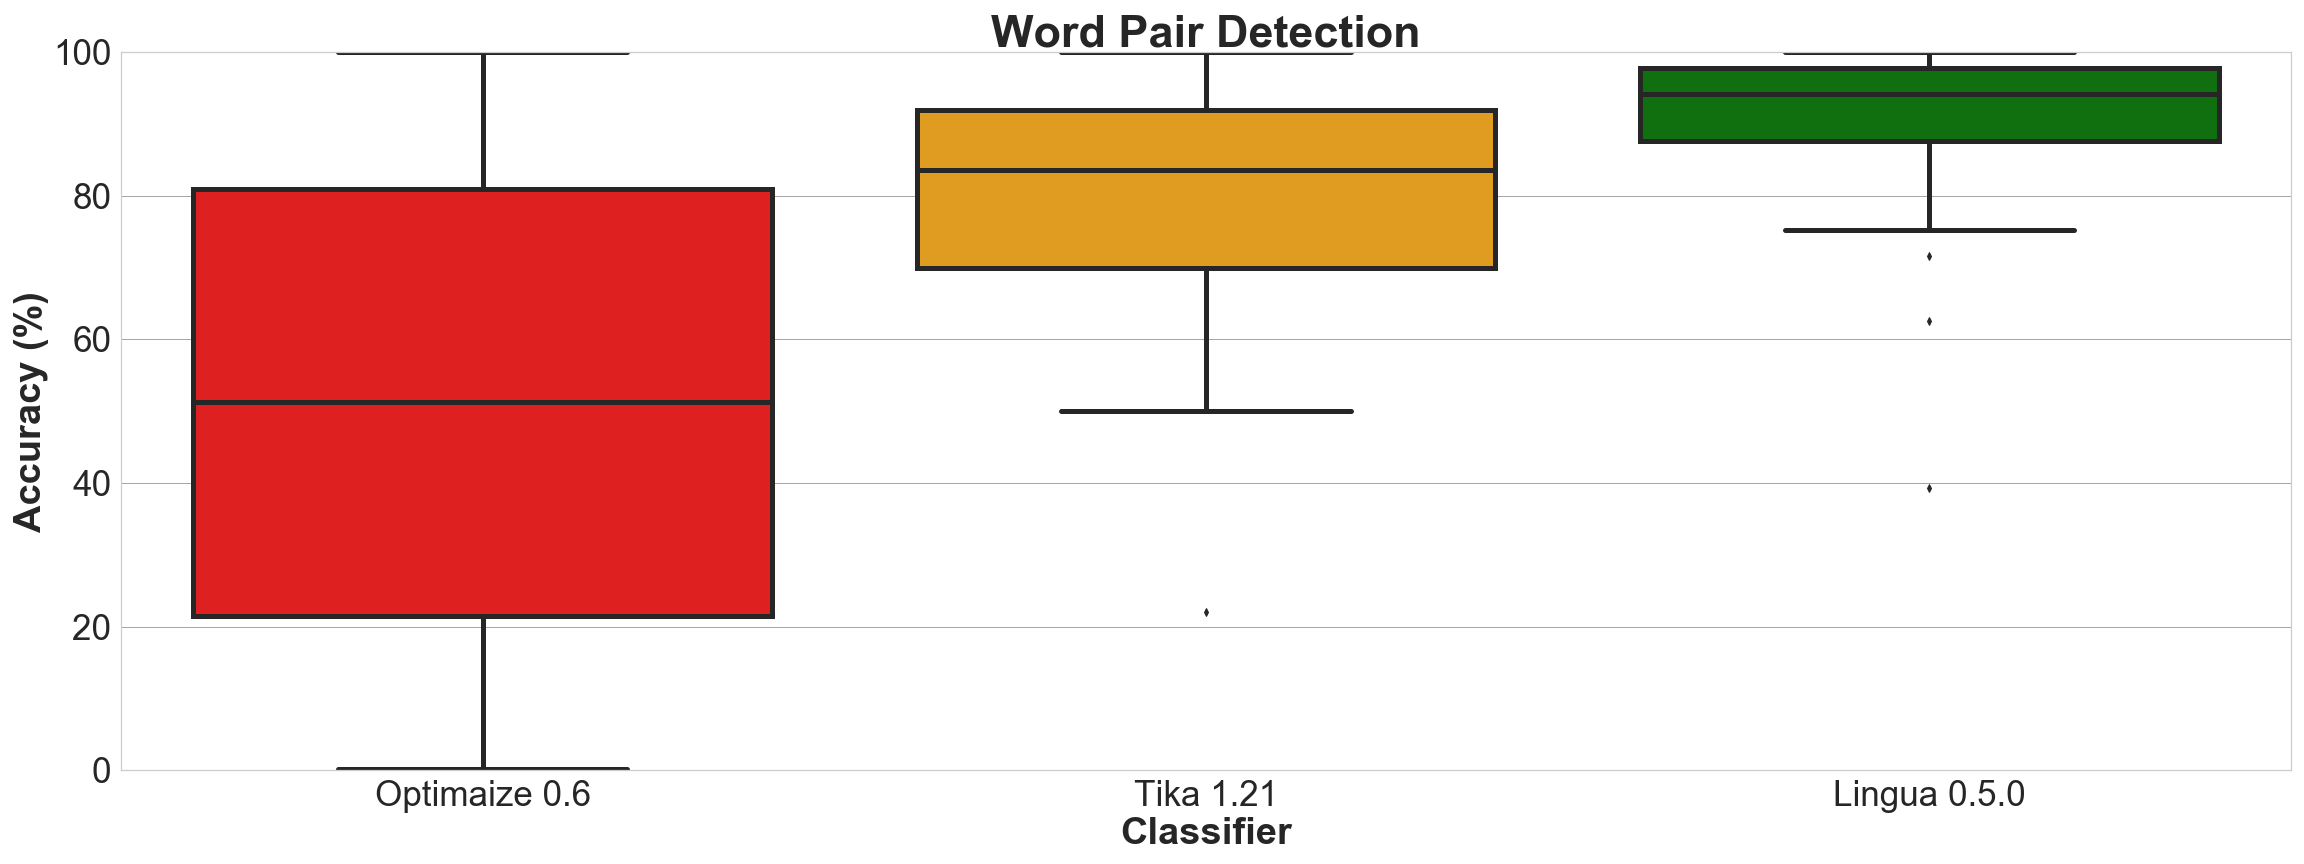 Word Pair Detection
100
80
60
40
20
0
Accuracy (%)
Optimaize 0.6
Tika 1.21
Lingua 0.5.0
Classifier